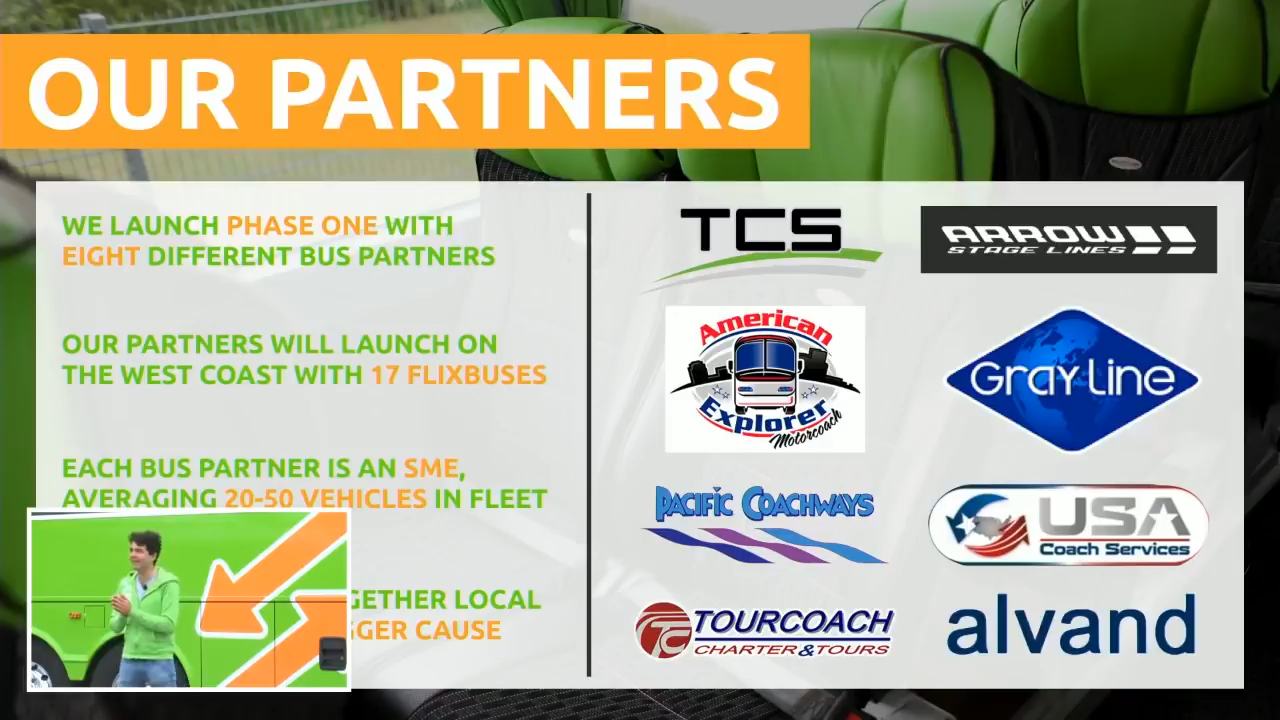 OUR PARTNERS
WE LAUNCH PHASE ONE WITH
EIGHT DIFFERENT BUS PARTNERS
OUR PARTNERS WILL LAUNCH ON
THE WEST COAST WITH 17 FLIXBUSES
EACH BUS PARTNER IS AN SME,
AVERAGING 20-50 VEHICLES IN FLEET
LOCAL
CAUSE
TCS
ARROW
STAGE LINES
American
Explorer
Motorcoach
GRAY LINE
PACIFIC COACHWAYS
USA
Coach Services
TC
TOURCOACH
CHARTER & TOURS
alvand